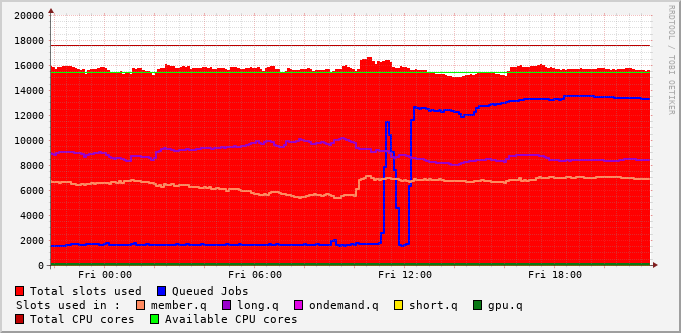 20000
18000
16000
14000
12000
10000
8000
6000
4000
2000
0
Fri 00:00 Fri 06:00 Fri 12:00 Fri 18:00
Total slots used Queued Jobs
Slots used in : member.q long.q ondemand.q short.q gpu.q
Total CPU cores Available CPU cores
RRDTOOL / TOBI OETIKER